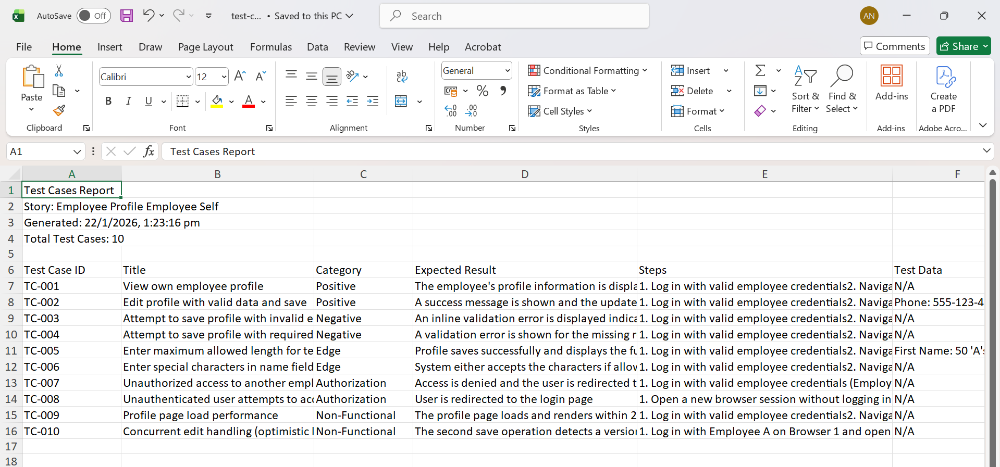 AutoSave Off test-c... • Saved to this PC Search AN
File Home Insert Draw Page Layout Formulas Data Review View Help Acrobat Comments Share
Paste Calibri 12 General Conditional Formatting Insert Sort & Filter Find & Select Add-ins Create a PDF
B I U A ab % Format as Table Delete
Cell Styles Format
Clipboard Font Alignment Number Styles Cells Editing Add-ins Adobe Acro...
A1 fx Test Cases Report
A B C D E F
1 Test Cases Report
2 Story: Employee Profile Employee Self
3 Generated: 22/1/2026, 1:23:16 pm
4 Total Test Cases: 10
5
6 Test Case ID Title Category Expected Result Steps Test Data
7 TC-001 View own employee profile Positive The employee's profile information is displa 1. Log in with valid employee credentials2. Naviga N/A
8 TC-002 Edit profile with valid data and save Positive A success message is shown and the update 1. Log in with valid employee credentials2. Naviga Phone: 555-123-4
9 TC-003 Attempt to save profile with invalid e Negative An inline validation error is displayed indica 1. Log in with valid employee credentials2. Naviga N/A
10 TC-004 Attempt to save profile with required Negative A validation error is shown for the missing r 1. Log in with valid employee credentials2. Naviga N/A
11 TC-005 Enter maximum allowed length for te Edge Profile saves successfully and displays the fu 1. Log in with valid employee credentials2. Naviga First Name: 50 'A's
12 TC-006 Enter special characters in name field Edge System either accepts the characters if allow 1. Log in with valid employee credentials2. Naviga N/A
13 TC-007 Unauthorized access to another empl Authorization Access is denied and the user is redirected t 1. Log in with valid employee credentials (Employ N/A
14 TC-008 Unauthenticated user attempts to acc Authorization User is redirected to the login page 1. Open a new browser session without logging in N/A
15 TC-009 Profile page load performance Non-Functional The profile page loads and renders within 2 1. Log in with valid employee credentials2. Naviga N/A
16 TC-010 Concurrent edit handling (optimistic l Non-Functional The second save operation detects a version 1. Log in with Employee A on Browser 1 and open N/A
17
18